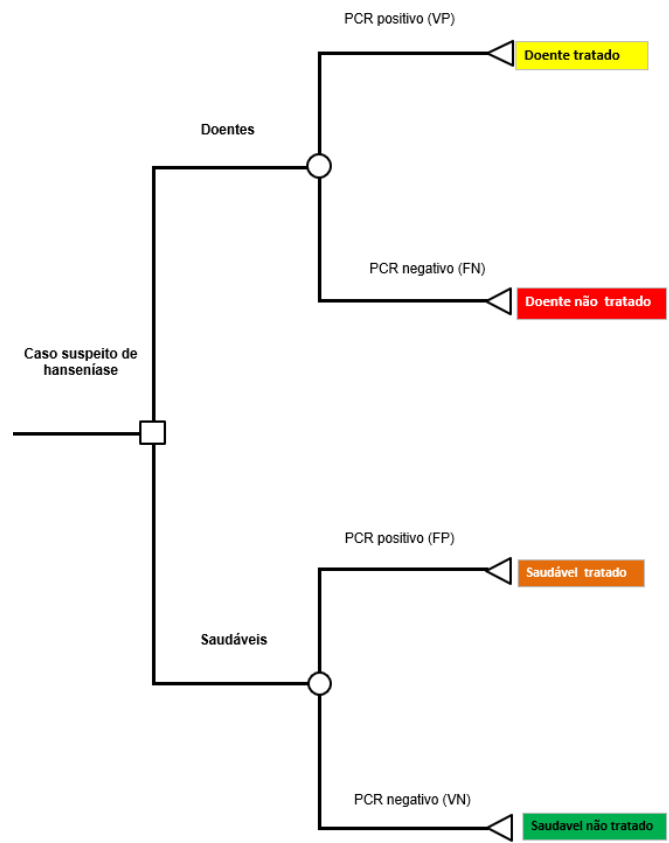 PCR positivo (VP)
Doente tratado
Doentes
PCR negativo (FN)
Doente não tratado
Caso suspeito de
hanseníase
PCR positivo (FP)
Saudável tratado
Saudáveis
PCR negativo (VN)
Saudavel não tratado